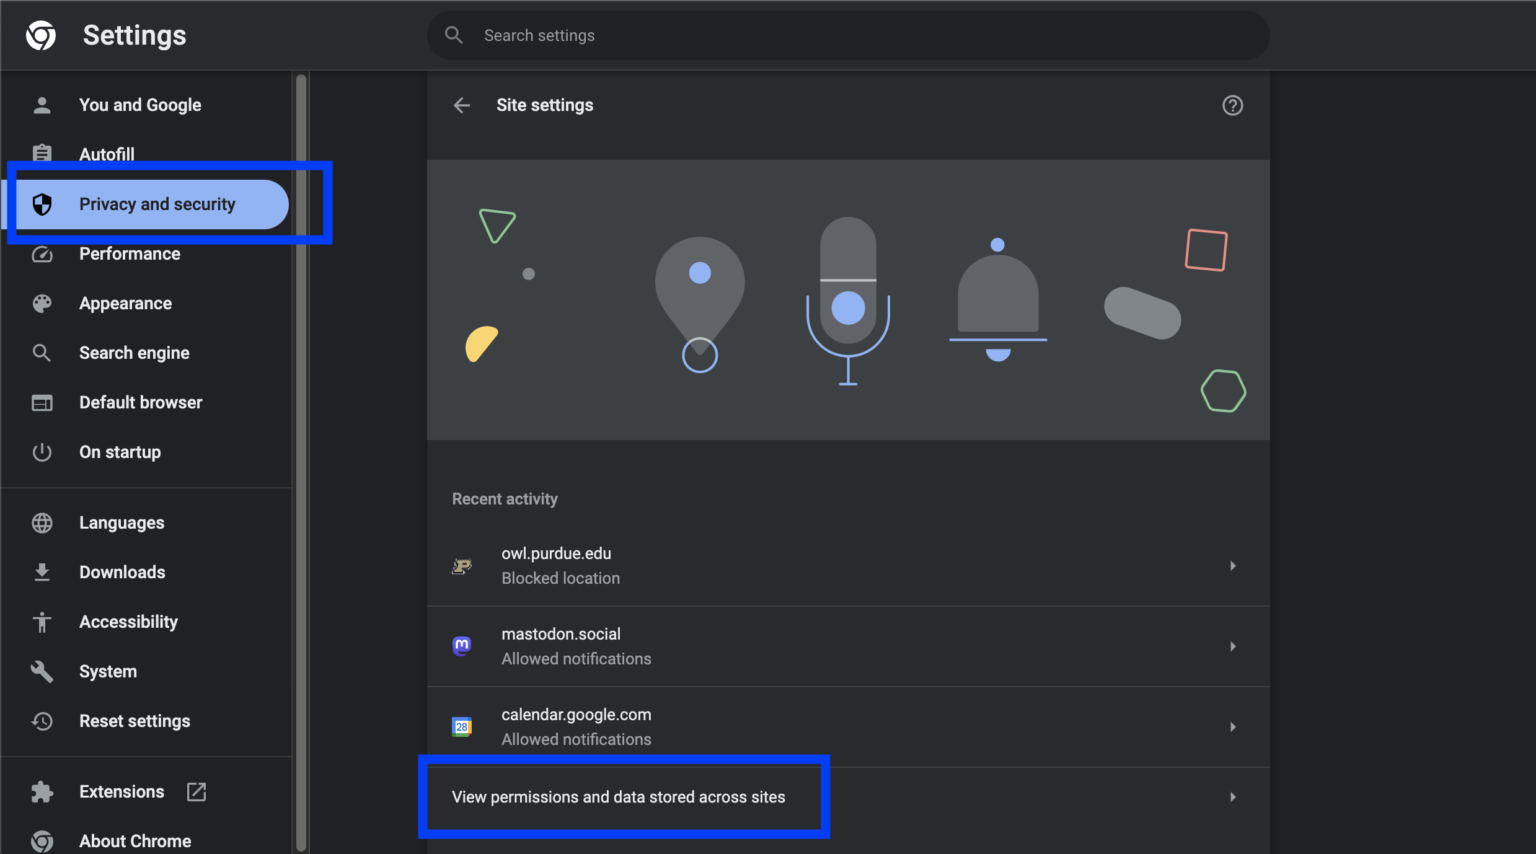 Settings
Search settings
You and Google
Autofill
Privacy and security
Performance
Appearance
Search engine
Default browser
On startup
Languages
Downloads
Accessibility
System
Reset settings
Extensions
About Chrome
Site settings
Recent activity
owl.purdue.edu
Blocked location
mastodon.social
Allowed notifications
28
calendar.google.com
Allowed notifications
View permissions and data stored across sites